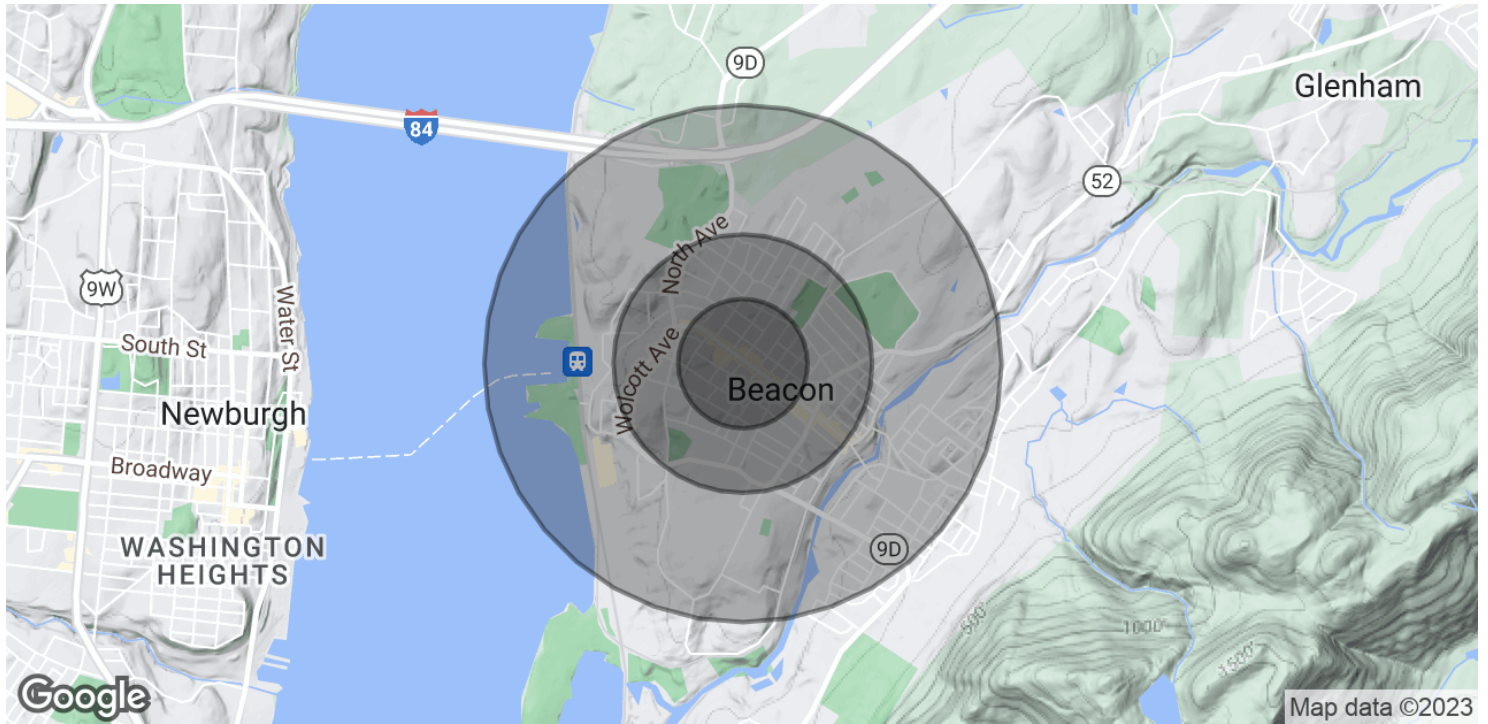 9D
Glenham
84
52
North Ave
9W
Water St
South St
Wolcott Ave
Beacon
Newburgh
Broadway
WASHINGTON
HEIGHTS
9D
500'
1000'
1500'
Google
Map data ©2023